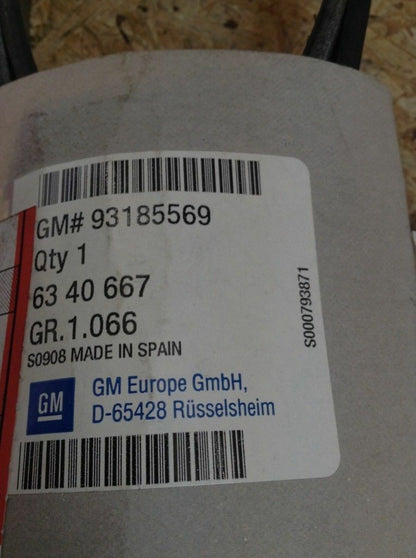 GM# 93185569
Qty 1
63 40 667
GR.1.066
S0908 MADE IN SPAIN
GM
GM Europe GmbH,
D-65428 Rüsselsheim
S000793871